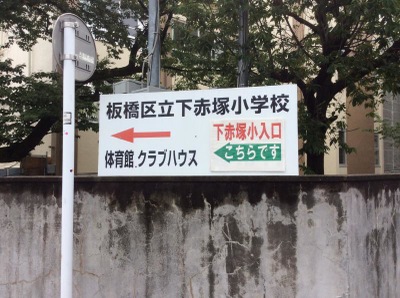 板橋区立下赤塚小学校
体育館、クラブハウス
下赤塚小入口
こちらです